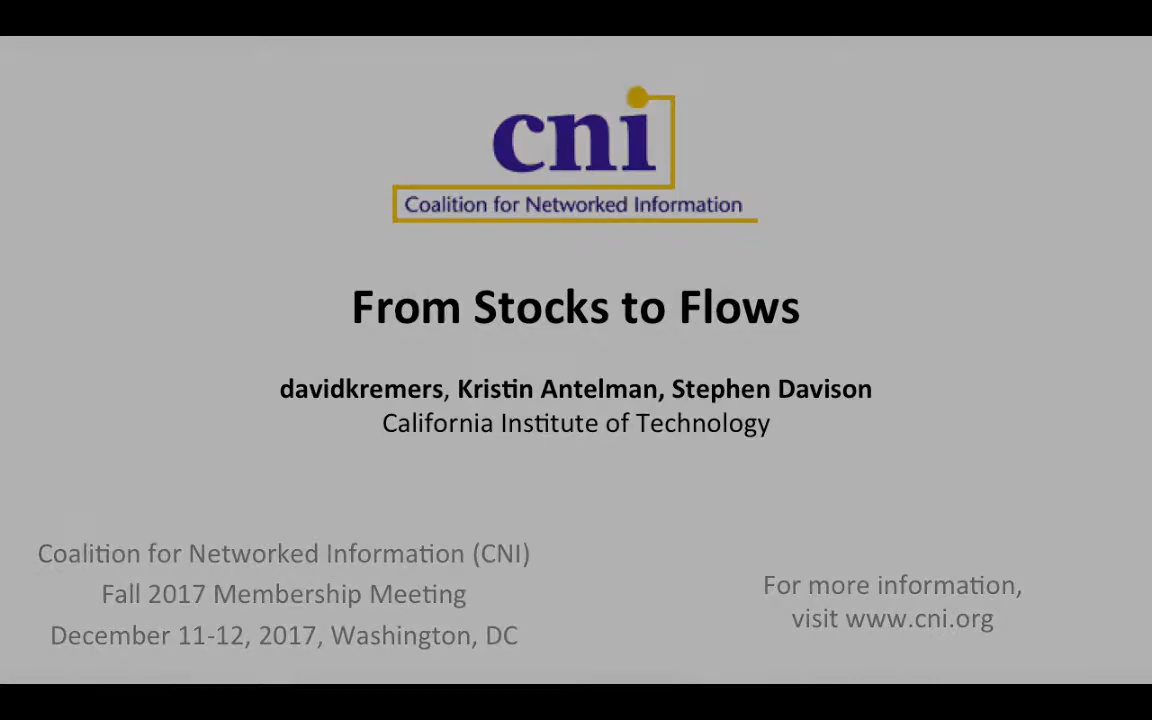 cni
Coalition for Networked Information
From Stocks to Flows
davidkremers, Kristin Antelman, Stephen Davison
California Institute of Technology
Coalition for Networked Information (CNI)
Fall 2017 Membership Meeting
December 11-12, 2017, Washington, DC
For more information,
visit www.cni.org